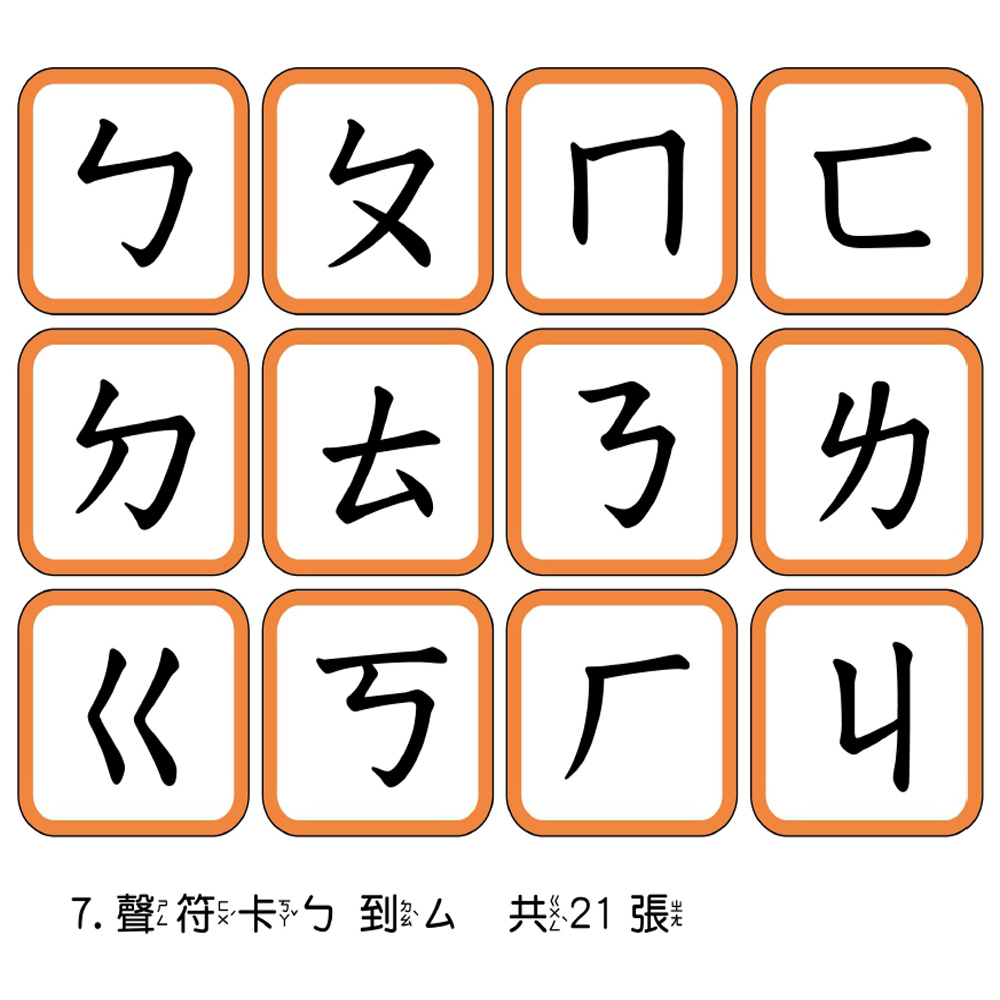 ㄅ ㄆ ㄇ ㄈ
ㄉ ㄊ ㄋ ㄌ
ㄍ ㄎ ㄏ ㄐ
7. 聲ㄕㄥ符ㄈㄨˊ卡ㄎㄚˇㄅ 到ㄉㄠˋㄙ 共ㄍㄨㄥˋ21 張ㄓㄤ